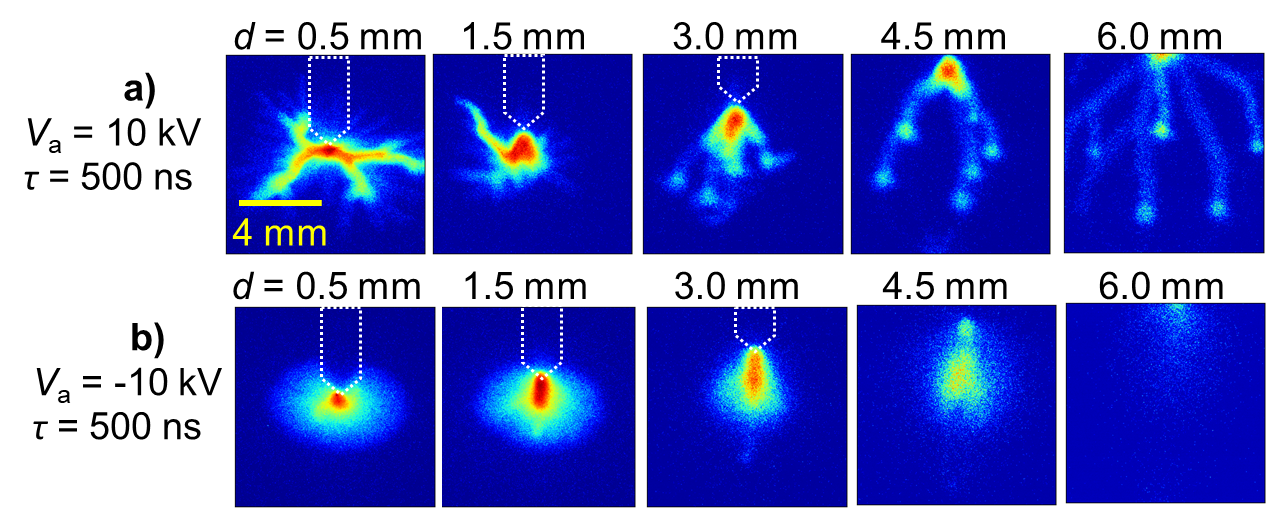 d = 0.5 mm 1.5 mm 3.0 mm 4.5 mm 6.0 mm
a)
Va = 10 kV
τ = 500 ns
4 mm
d = 0.5 mm 1.5 mm 3.0 mm 4.5 mm 6.0 mm
b)
Va = -10 kV
τ = 500 ns